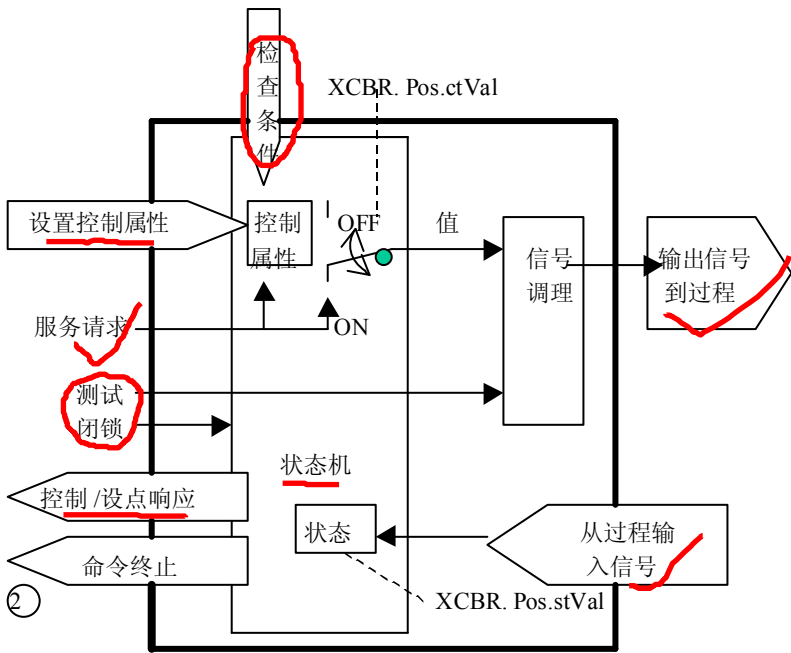 检
查
条
件
XCBR. Pos.ctVal
设置控制属性
控制
属性
OFF
值
信号
调理
输出信号
到过程
服务请求
ON
测试
闭锁
状态机
控制/设点响应
状态
从过程输
入信号
命令终止
2
XCBR. Pos.stVal